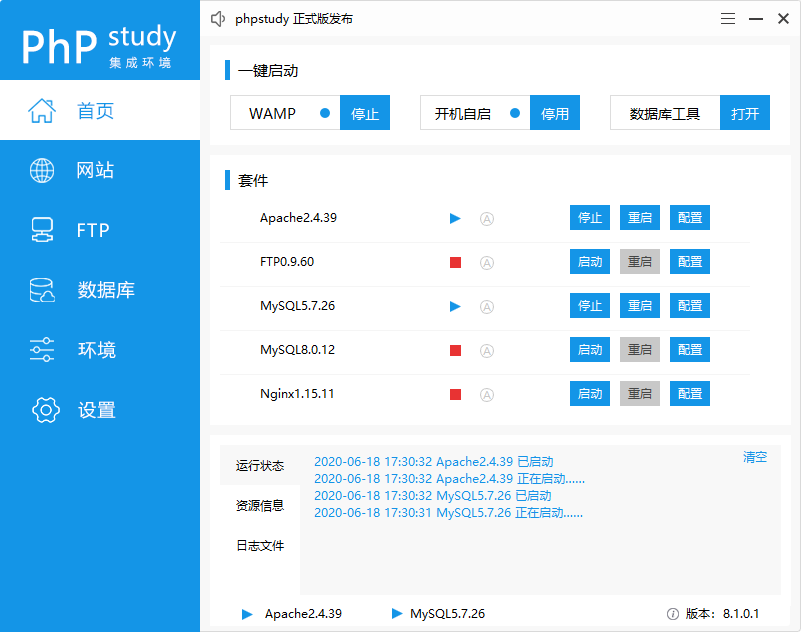 phpstudy 正式版发布
PhP study
集成环境
首页
网站
FTP
数据库
环境
设置
一键启动
WAMP 停止 开机自启 停用 数据库工具 打开
套件
Apache2.4.39 停止 重启 配置
FTP0.9.60 启动 重启 配置
MySQL5.7.26 停止 重启 配置
MySQL8.0.12 启动 重启 配置
Nginx1.15.11 启动 重启 配置
运行状态
资源信息
日志文件
清空
2020-06-18 17:30:32 Apache2.4.39 已启动
2020-06-18 17:30:32 Apache2.4.39 正在启动......
2020-06-18 17:30:32 MySQL5.7.26 已启动
2020-06-18 17:30:31 MySQL5.7.26 正在启动......
Apache2.4.39 MySQL5.7.26 版本：8.1.0.1